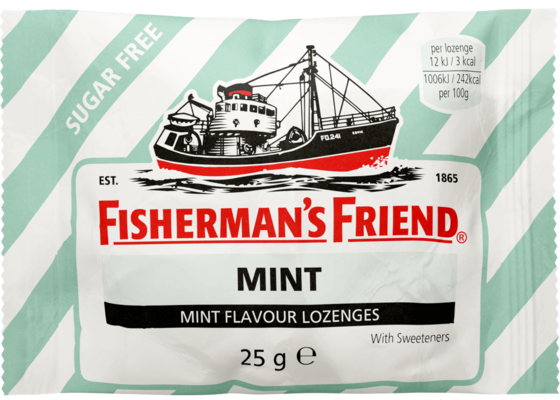 SUGAR FREE
per lozenge
12 kJ / 3 kcal
1006kJ / 242kcal
per 100g
FD.241
EST.
1865
FISHERMAN'S FRIEND®
MINT
MINT FLAVOUR LOZENGES
With Sweeteners
25 g ℮